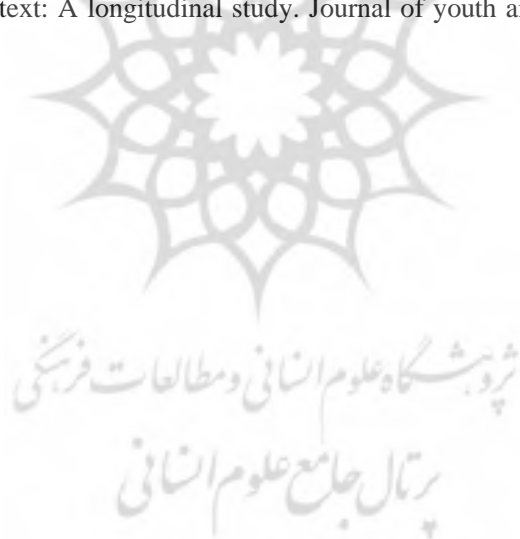 text: A longitudinal study. Journal of youth a
پژوهشگاه علوم انسانی و مطالعات فرهنگی
پرتال جامع علوم انسانی